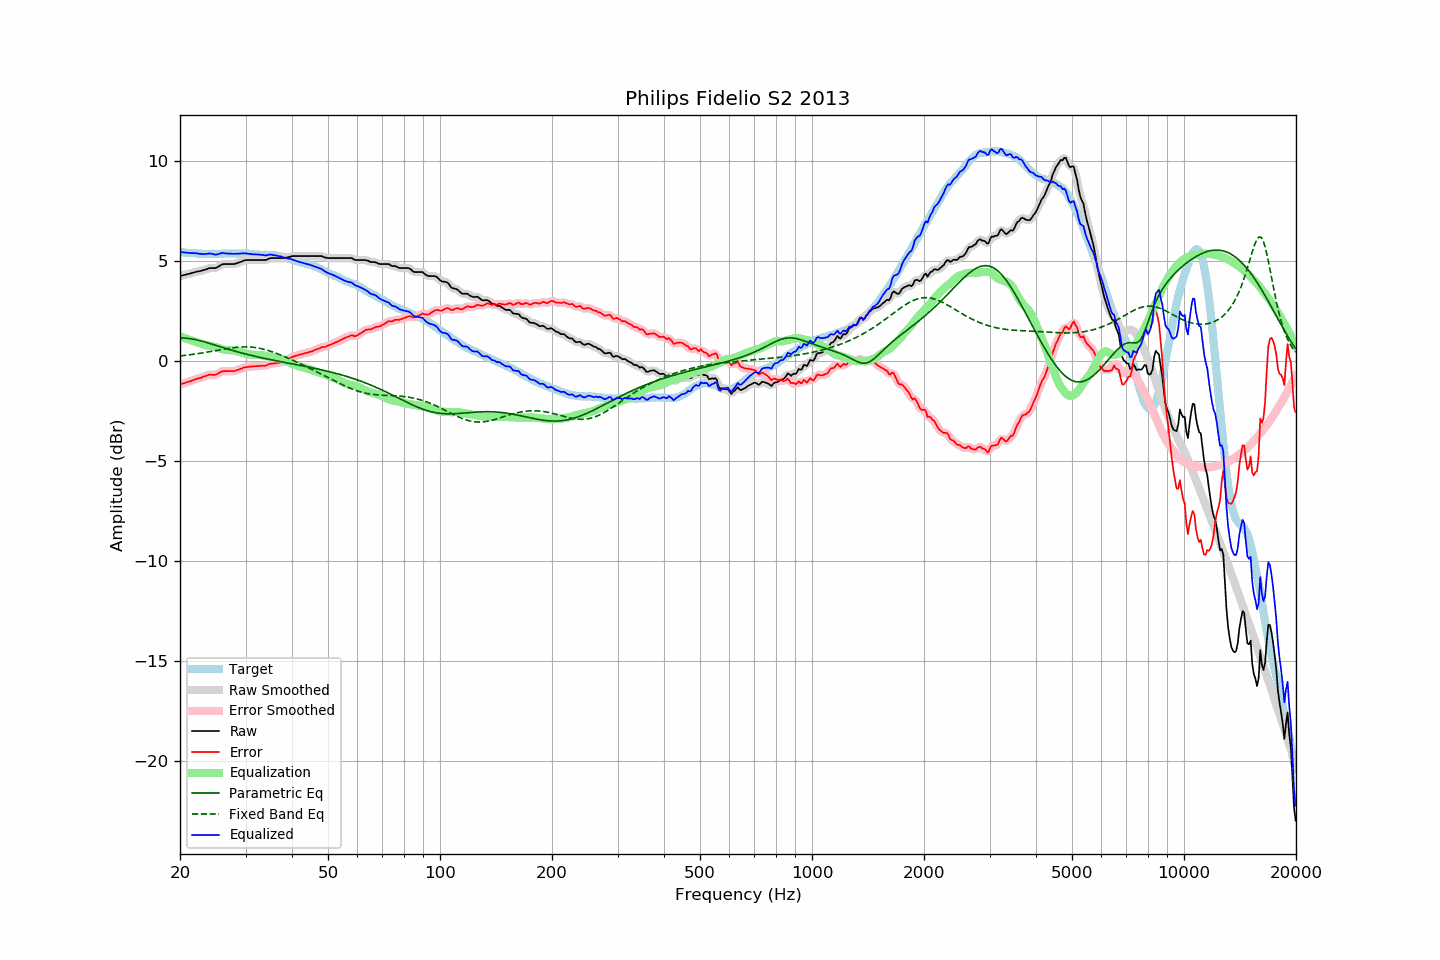 Philips Fidelio S2 2013
10
5
0
−5
−10
−15
−20
Amplitude (dBr)
Target
Raw Smoothed
Error Smoothed
Raw
Error
Equalization
Parametric Eq
Fixed Band Eq
Equalized
20 50 100 200 500 1000 2000 5000 10000 20000
Frequency (Hz)